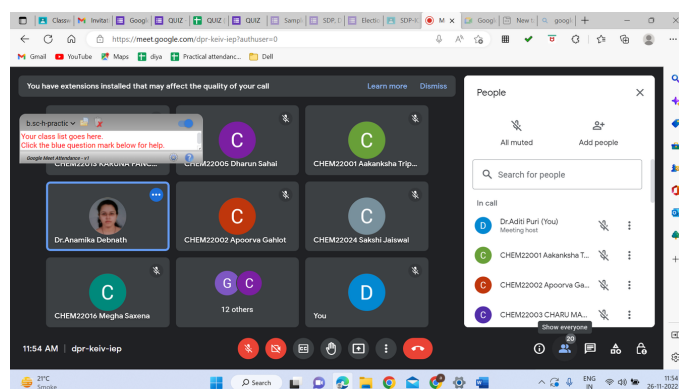 Classw
Invitat
Googl
QUIZ
QUIZ
QUIZ
Sampl
SDP, D
Electiv
SDP-I
M
Googl
New t
googl
https://meet.google.com/dpr-keiv-iep?authuser=0
Gmail YouTube Maps diya Practical attendanc... Dell
You have extensions installed that may affect the quality of your call Learn more Dismiss
b.sc-h-practic
Your class list goes here.
Click the blue question mark below for help.
Google Meet Attendance - v1
CHEM22005 Dharun Sahai
CHEM22001 Aakanksha Trip...
Dr.Anamika Debnath
CHEM22002 Apoorva Gahlot
CHEM22024 Sakshi Jaiswal
CHEM22016 Megha Saxena
12 others
You
C
C
C
C
C
G C
D
People
All muted
Add people
Search for people
In call
D Dr.Aditi Puri (You)
Meeting host
C CHEM22001 Aakanksha T...
C CHEM22002 Apoorva Ga...
C CHEM22003 CHARU MA...
Show everyone
20
11:54 AM | dpr-keiv-iep
21°C
Smoke
Search
ENG
IN
11:54
26-11-2022